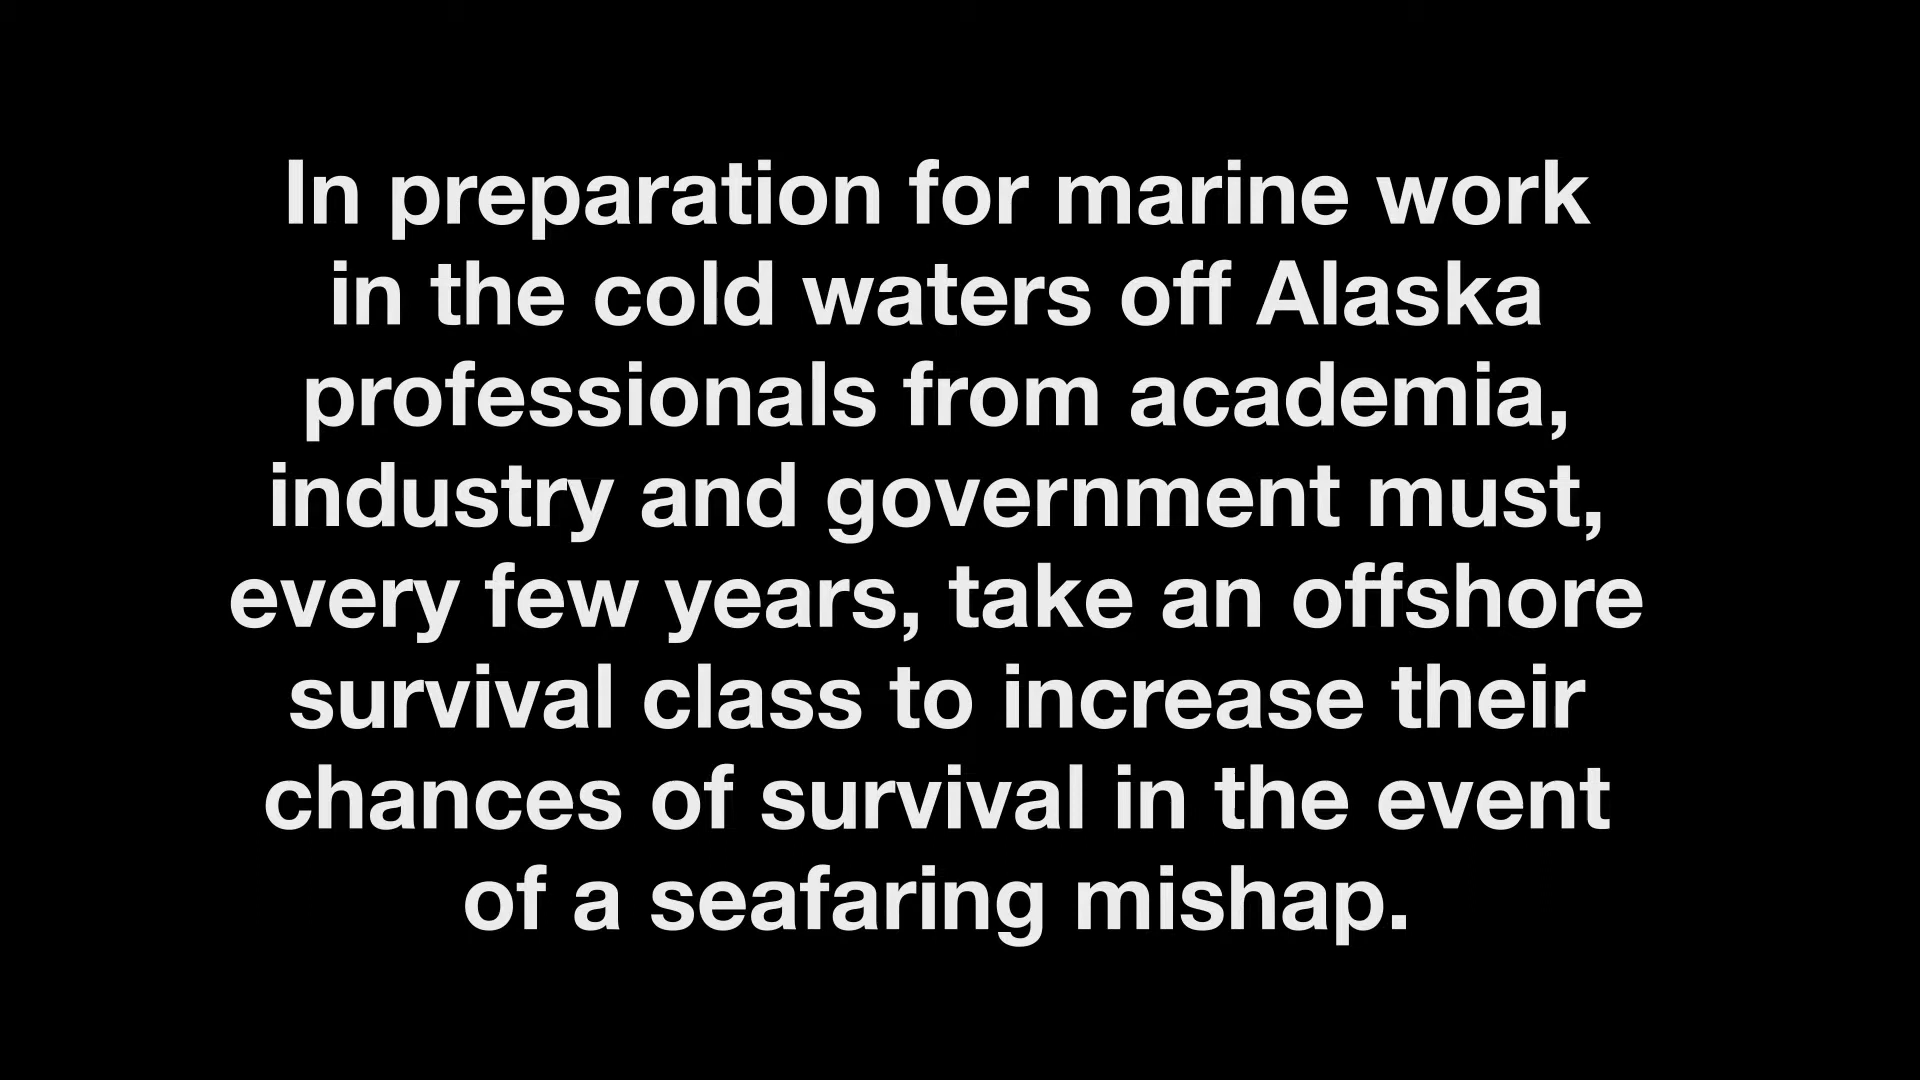 In preparation for marine work
in the cold waters off Alaska
professionals from academia,
industry and government must,
every few years, take an offshore
survival class to increase their
chances of survival in the event
of a seafaring mishap.